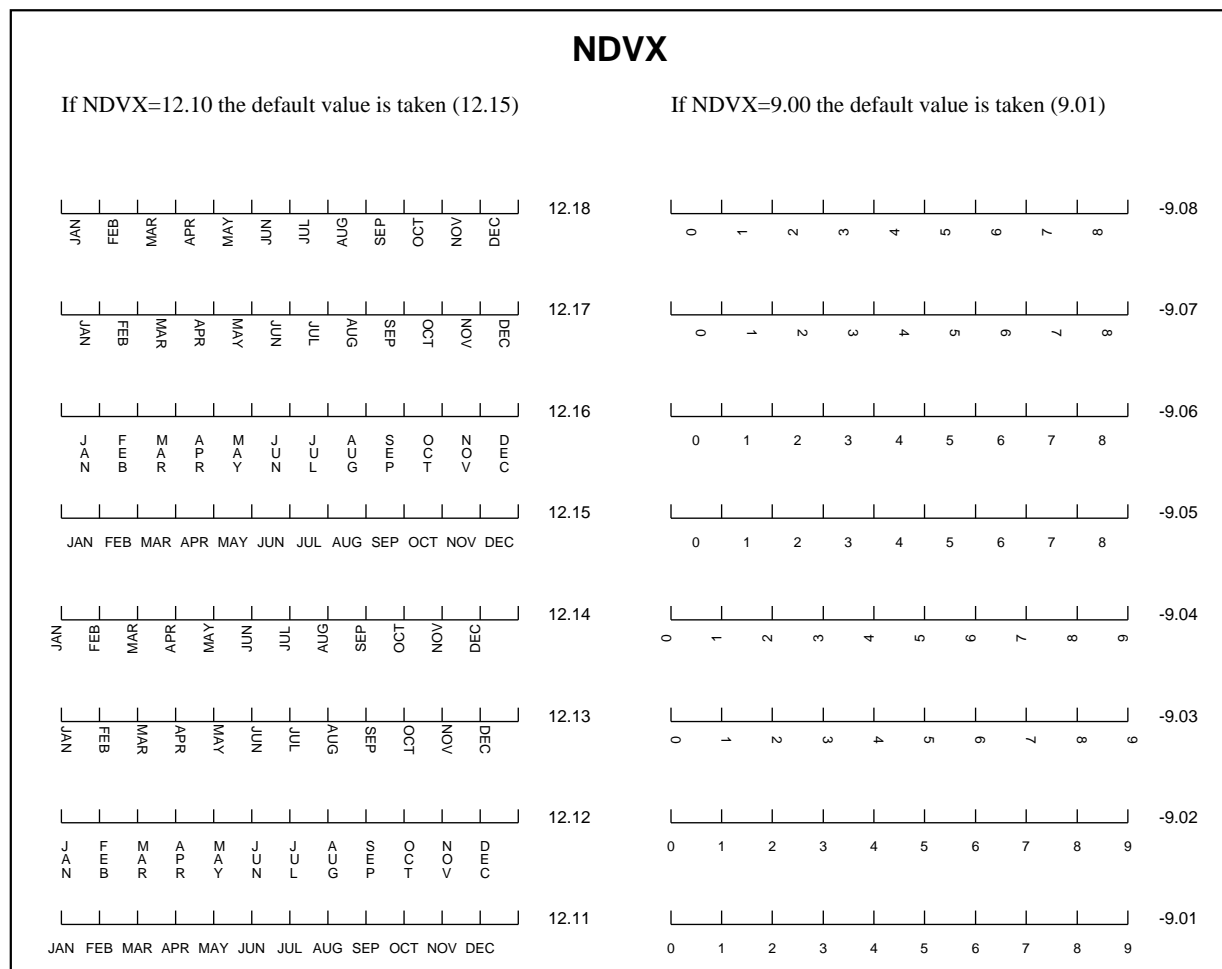 NDVX
If NDVX=12.10 the default value is taken (12.15)
If NDVX=9.00 the default value is taken (9.01)
12.18
JAN FEB MAR APR MAY JUN JUL AUG SEP OCT NOV DEC
-9.08
0 1 2 3 4 5 6 7 8
12.17
JAN FEB MAR APR MAY JUN JUL AUG SEP OCT NOV DEC
-9.07
0 1 2 3 4 5 6 7 8
12.16
JAN FEB MAR APR MAY JUN JUL AUG SEP OCT NOV DEC
-9.06
0 1 2 3 4 5 6 7 8
12.15
JAN FEB MAR APR MAY JUN JUL AUG SEP OCT NOV DEC
-9.05
0 1 2 3 4 5 6 7 8
12.14
JAN FEB MAR APR MAY JUN JUL AUG SEP OCT NOV DEC
-9.04
0 1 2 3 4 5 6 7 8 9
12.13
JAN FEB MAR APR MAY JUN JUL AUG SEP OCT NOV DEC
-9.03
0 1 2 3 4 5 6 7 8 9
12.12
JAN FEB MAR APR MAY JUN JUL AUG SEP OCT NOV DEC
-9.02
0 1 2 3 4 5 6 7 8 9
12.11
JAN FEB MAR APR MAY JUN JUL AUG SEP OCT NOV DEC
-9.01
0 1 2 3 4 5 6 7 8 9